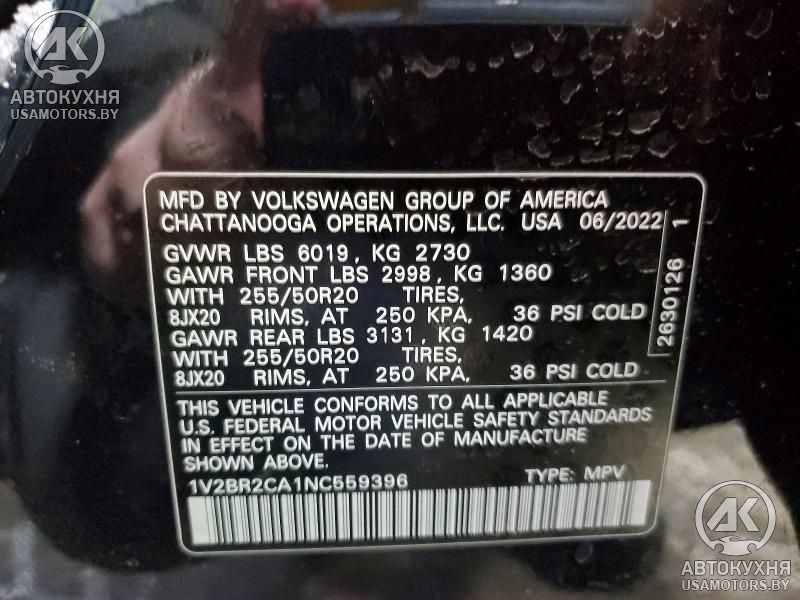 AK
АВТОКУХНЯ
USAMOTORS.BY
MFD BY VOLKSWAGEN GROUP OF AMERICA
CHATTANOOGA OPERATIONS, LLC. USA 06/2022
GVWR LBS 6019, KG 2730
GAWR FRONT LBS 2998, KG 1360
WITH 255/50R20 TIRES,
8JX20 RIMS, AT 250 KPA, 36 PSI COLD
GAWR REAR LBS 3131, KG 1420
WITH 255/50R20 TIRES,
8JX20 RIMS, AT 250 KPA, 36 PSI COLD
2630126 1
THIS VEHICLE CONFORMS TO ALL APPLICABLE
U.S. FEDERAL MOTOR VEHICLE SAFETY STANDARDS
IN EFFECT ON THE DATE OF MANUFACTURE
SHOWN ABOVE.
1V2BR2CA1NC559396 TYPE: MPV
AK
АВТОКУХНЯ
USAMOTORS.BY